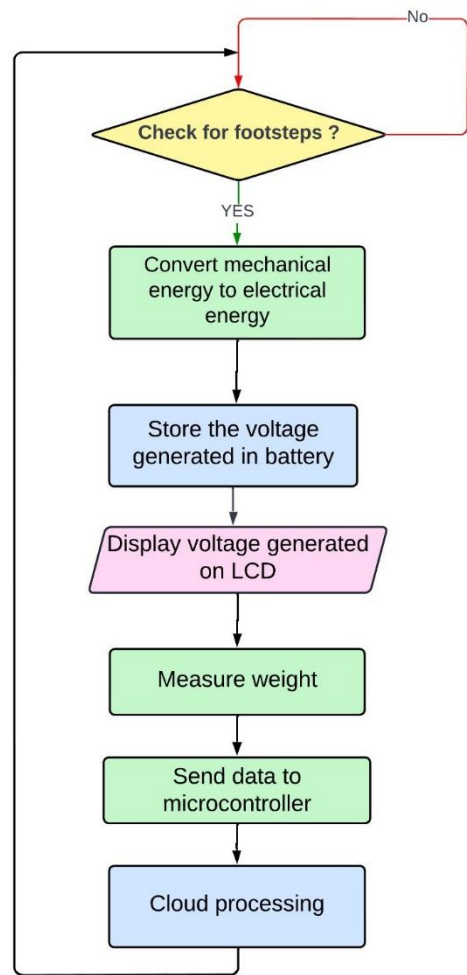 No
Check for footsteps ?
YES
Convert mechanical
energy to electrical
energy
Store the voltage
generated in battery
Display voltage generated
on LCD
Measure weight
Send data to
microcontroller
Cloud processing